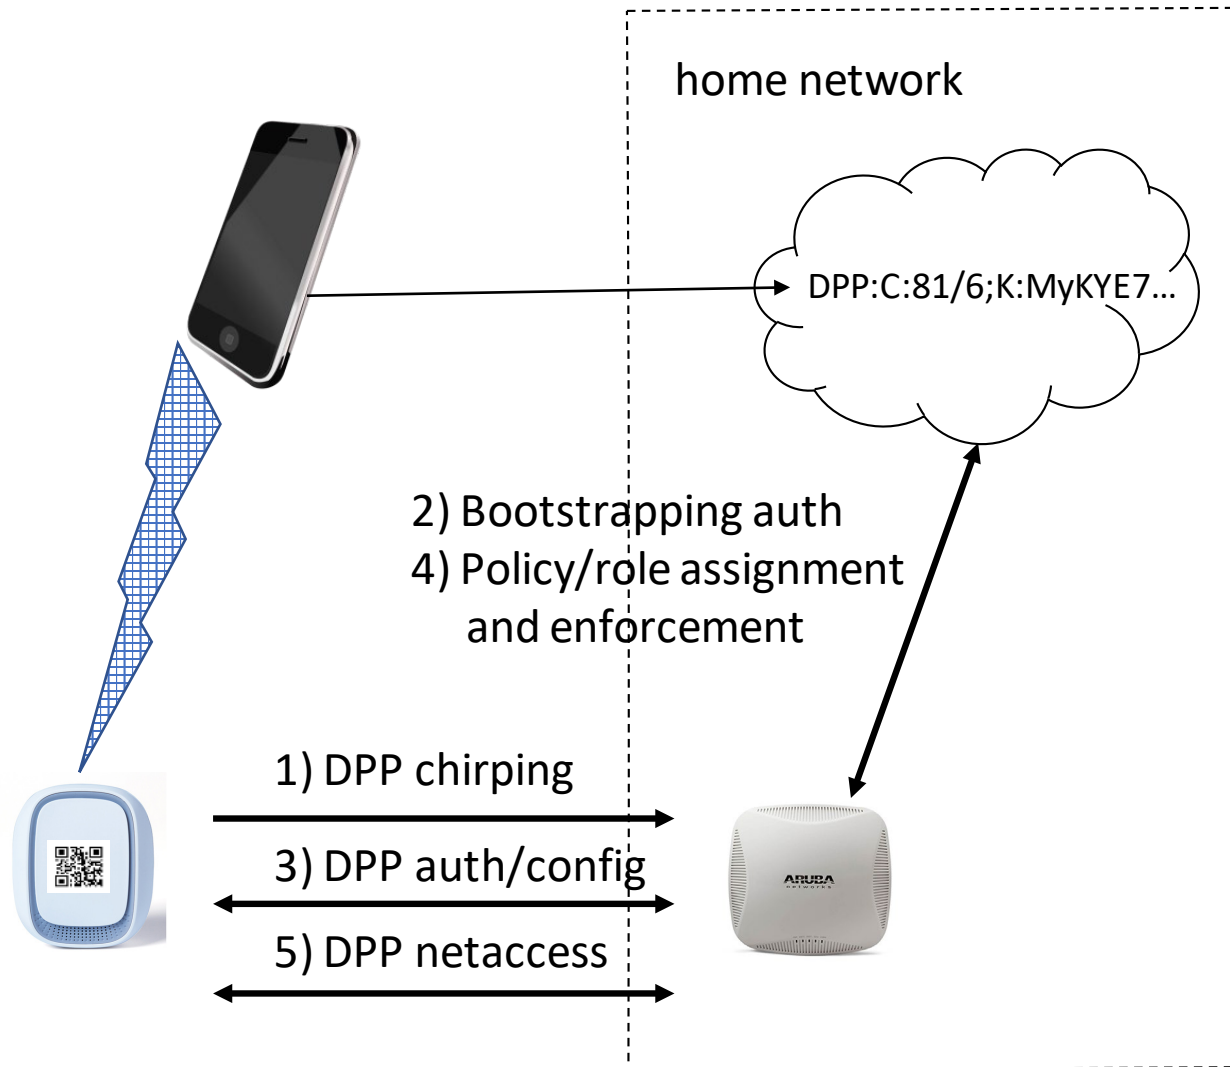 home network
DPP:C:81/6;K:MyKYE7...
2) Bootstrapping auth
4) Policy/role assignment
and enforcement
1) DPP chirping
3) DPP auth/config
5) DPP netaccess
ARUBA
networks